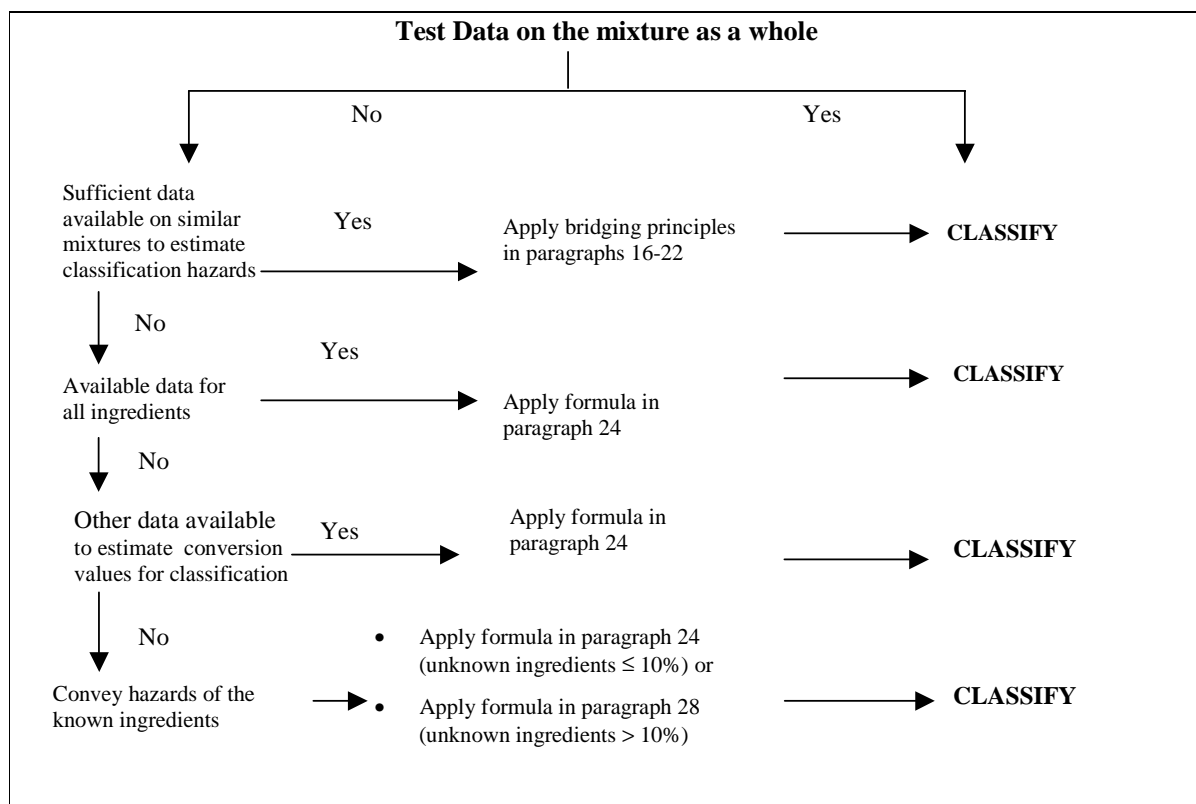 Test Data on the mixture as a whole
No
Yes
Sufficient data
available on similar
mixtures to estimate
classification hazards
Yes
Apply bridging principles
in paragraphs 16-22
CLASSIFY
No
Yes
Available data for
all ingredients
Apply formula in
paragraph 24
CLASSIFY
No
Other data available
to estimate conversion
values for classification
Yes
Apply formula in
paragraph 24
CLASSIFY
No
Convey hazards of the
known ingredients
• Apply formula in paragraph 24
(unknown ingredients ≤ 10%) or
• Apply formula in paragraph 28
(unknown ingredients > 10%)
CLASSIFY